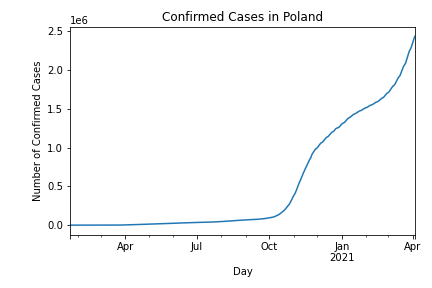 Confirmed Cases in Poland
1e6
2.5
2.0
1.5
1.0
0.5
0.0
Number of Confirmed Cases
Apr
Jul
Oct
Jan
2021
Apr
Day